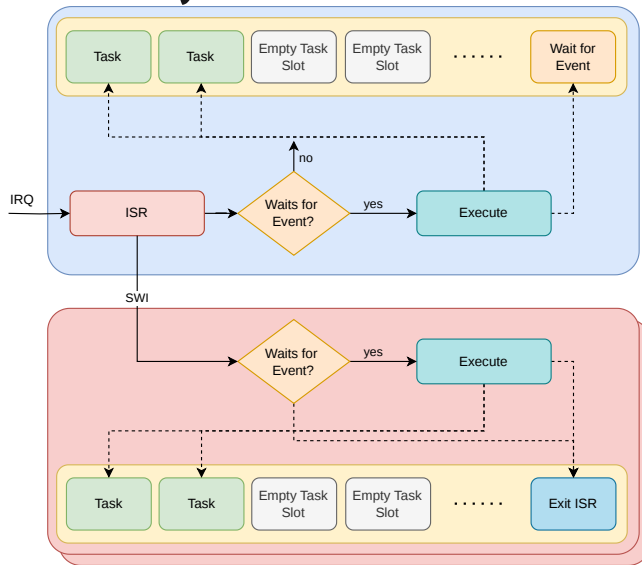 Task
Task
Empty Task
Slot
Empty Task
Slot
. . . . . .
Wait for
Event
no
IRQ
ISR
Waits for
Event?
yes
Execute
SWI
Waits for
Event?
yes
Execute
Task
Task
Empty Task
Slot
Empty Task
Slot
. . . . . .
Exit ISR